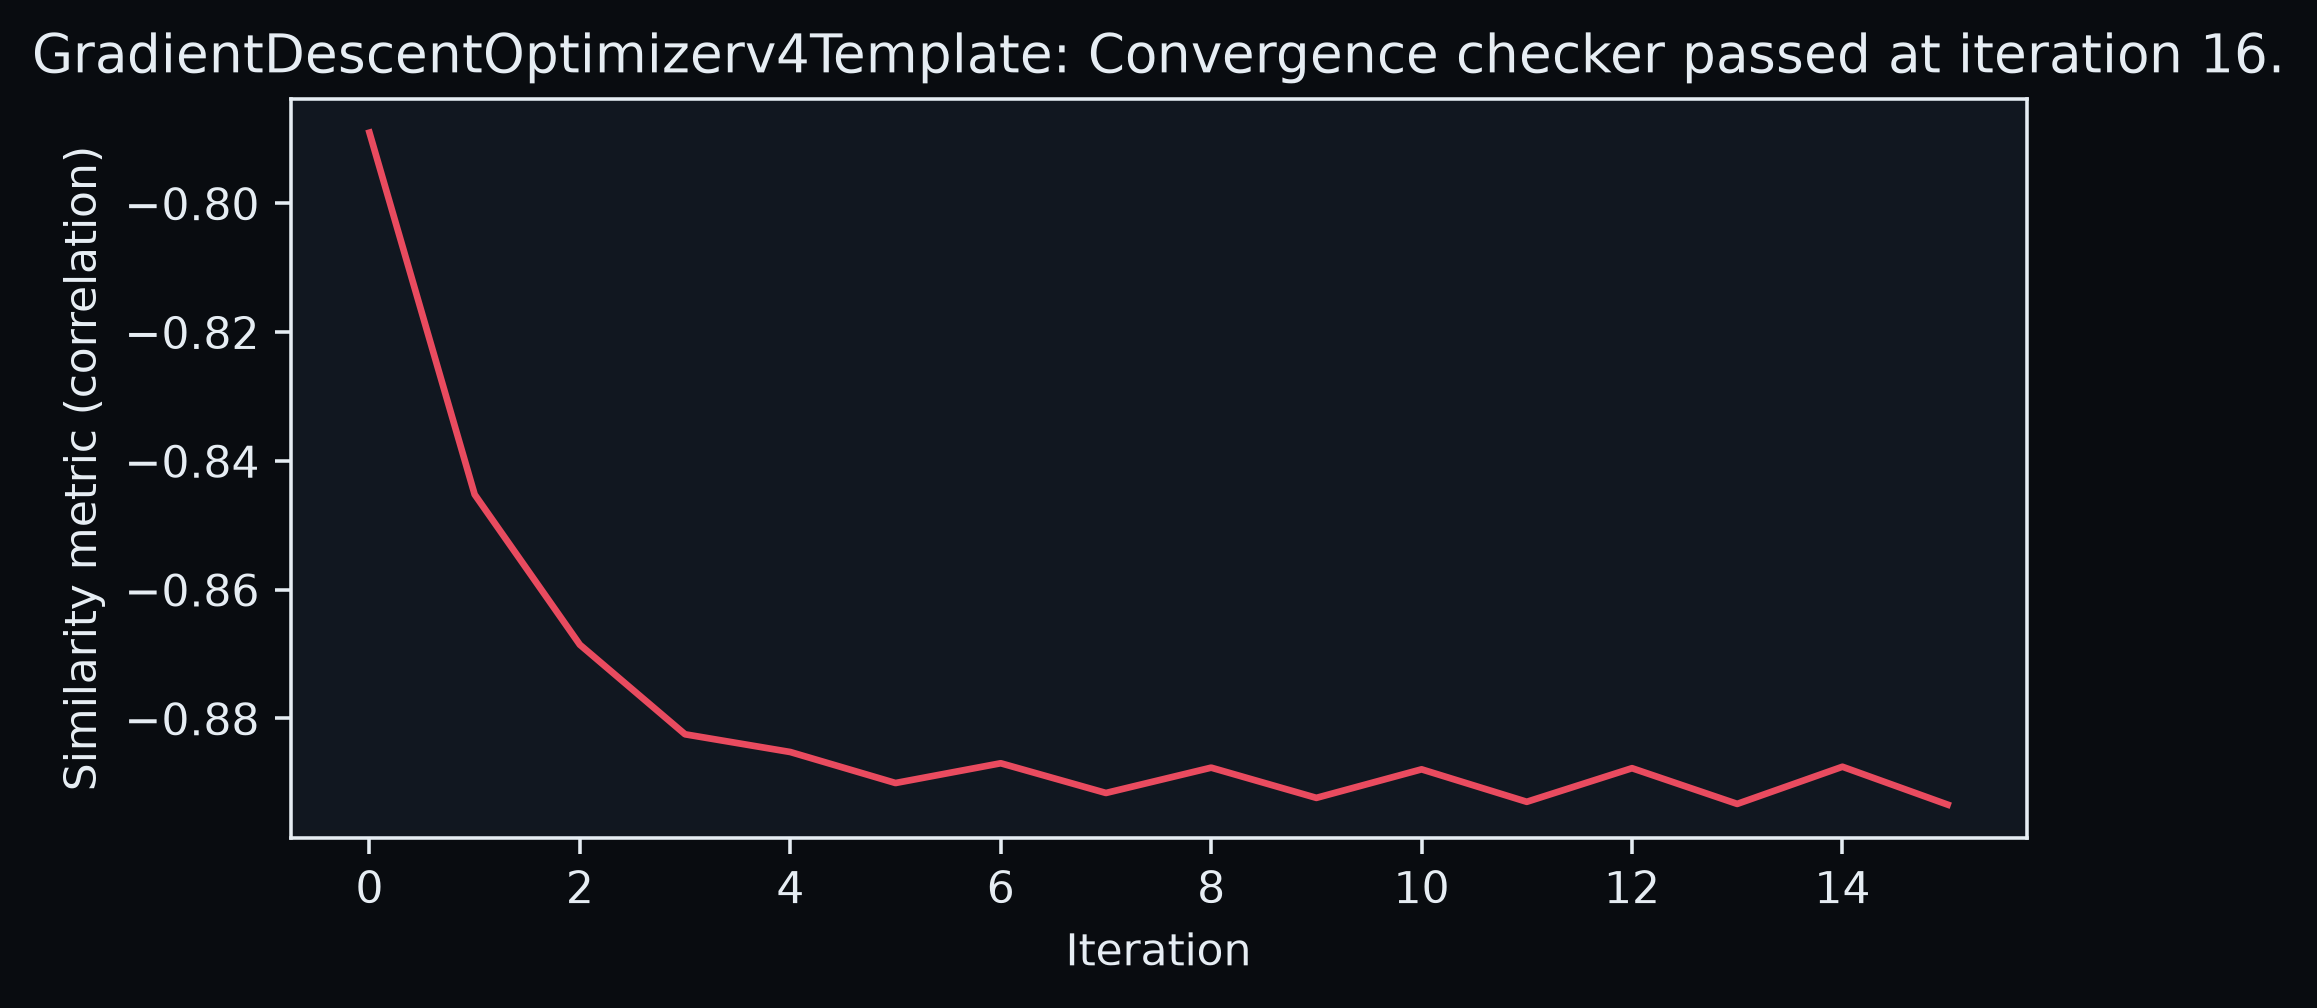 GradientDescentOptimizerv4Template: Convergence checker passed at iteration 16.
Similarity metric (correlation)
−0.80
−0.82
−0.84
−0.86
−0.88
0 2 4 6 8 10 12 14
Iteration